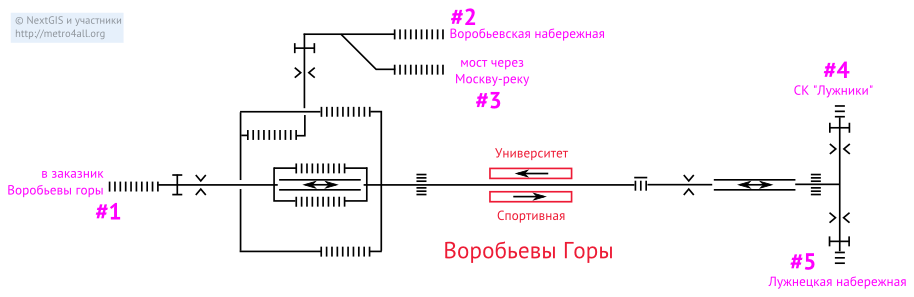 © NextGIS и участники
http://metro4all.org
#2
Воробьевская набережная
мост через
Москву-реку
#3
#4
СК "Лужники"
в заказник
Воробьевы горы
#1
Университет
Спортивная
Воробьевы Горы
#5
Лужнецкая набережная